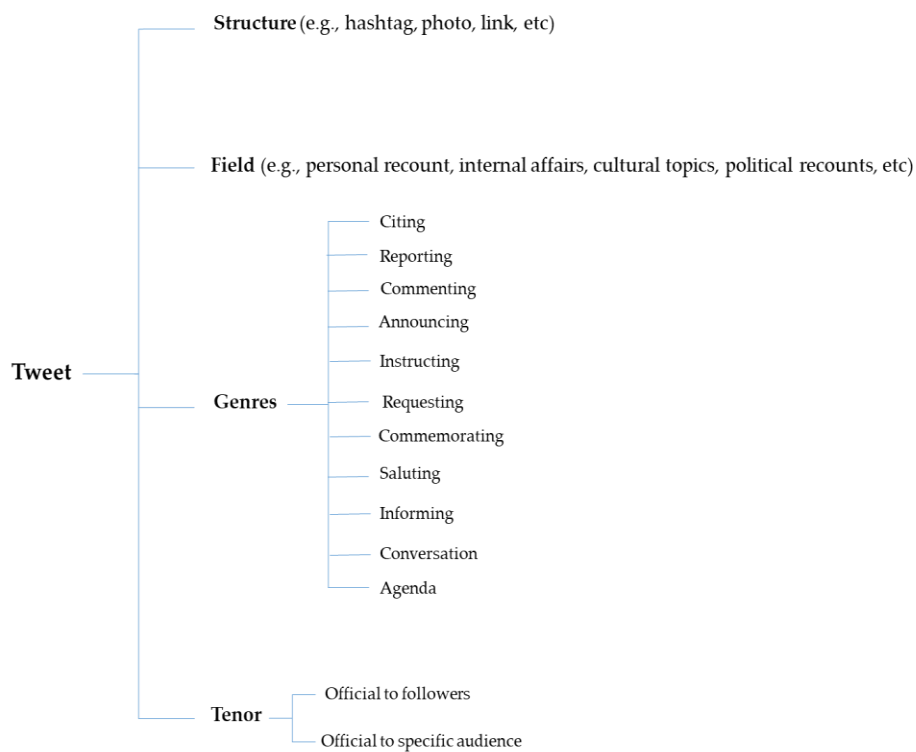 Structure (e.g., hashtag, photo, link, etc)
Field (e.g., personal recount, internal affairs, cultural topics, political recounts, etc)
Citing
Reporting
Commenting
Announcing
Instructing
Tweet
Genres
Requesting
Commemorating
Saluting
Informing
Conversation
Agenda
Official to followers
Tenor
Official to specific audience